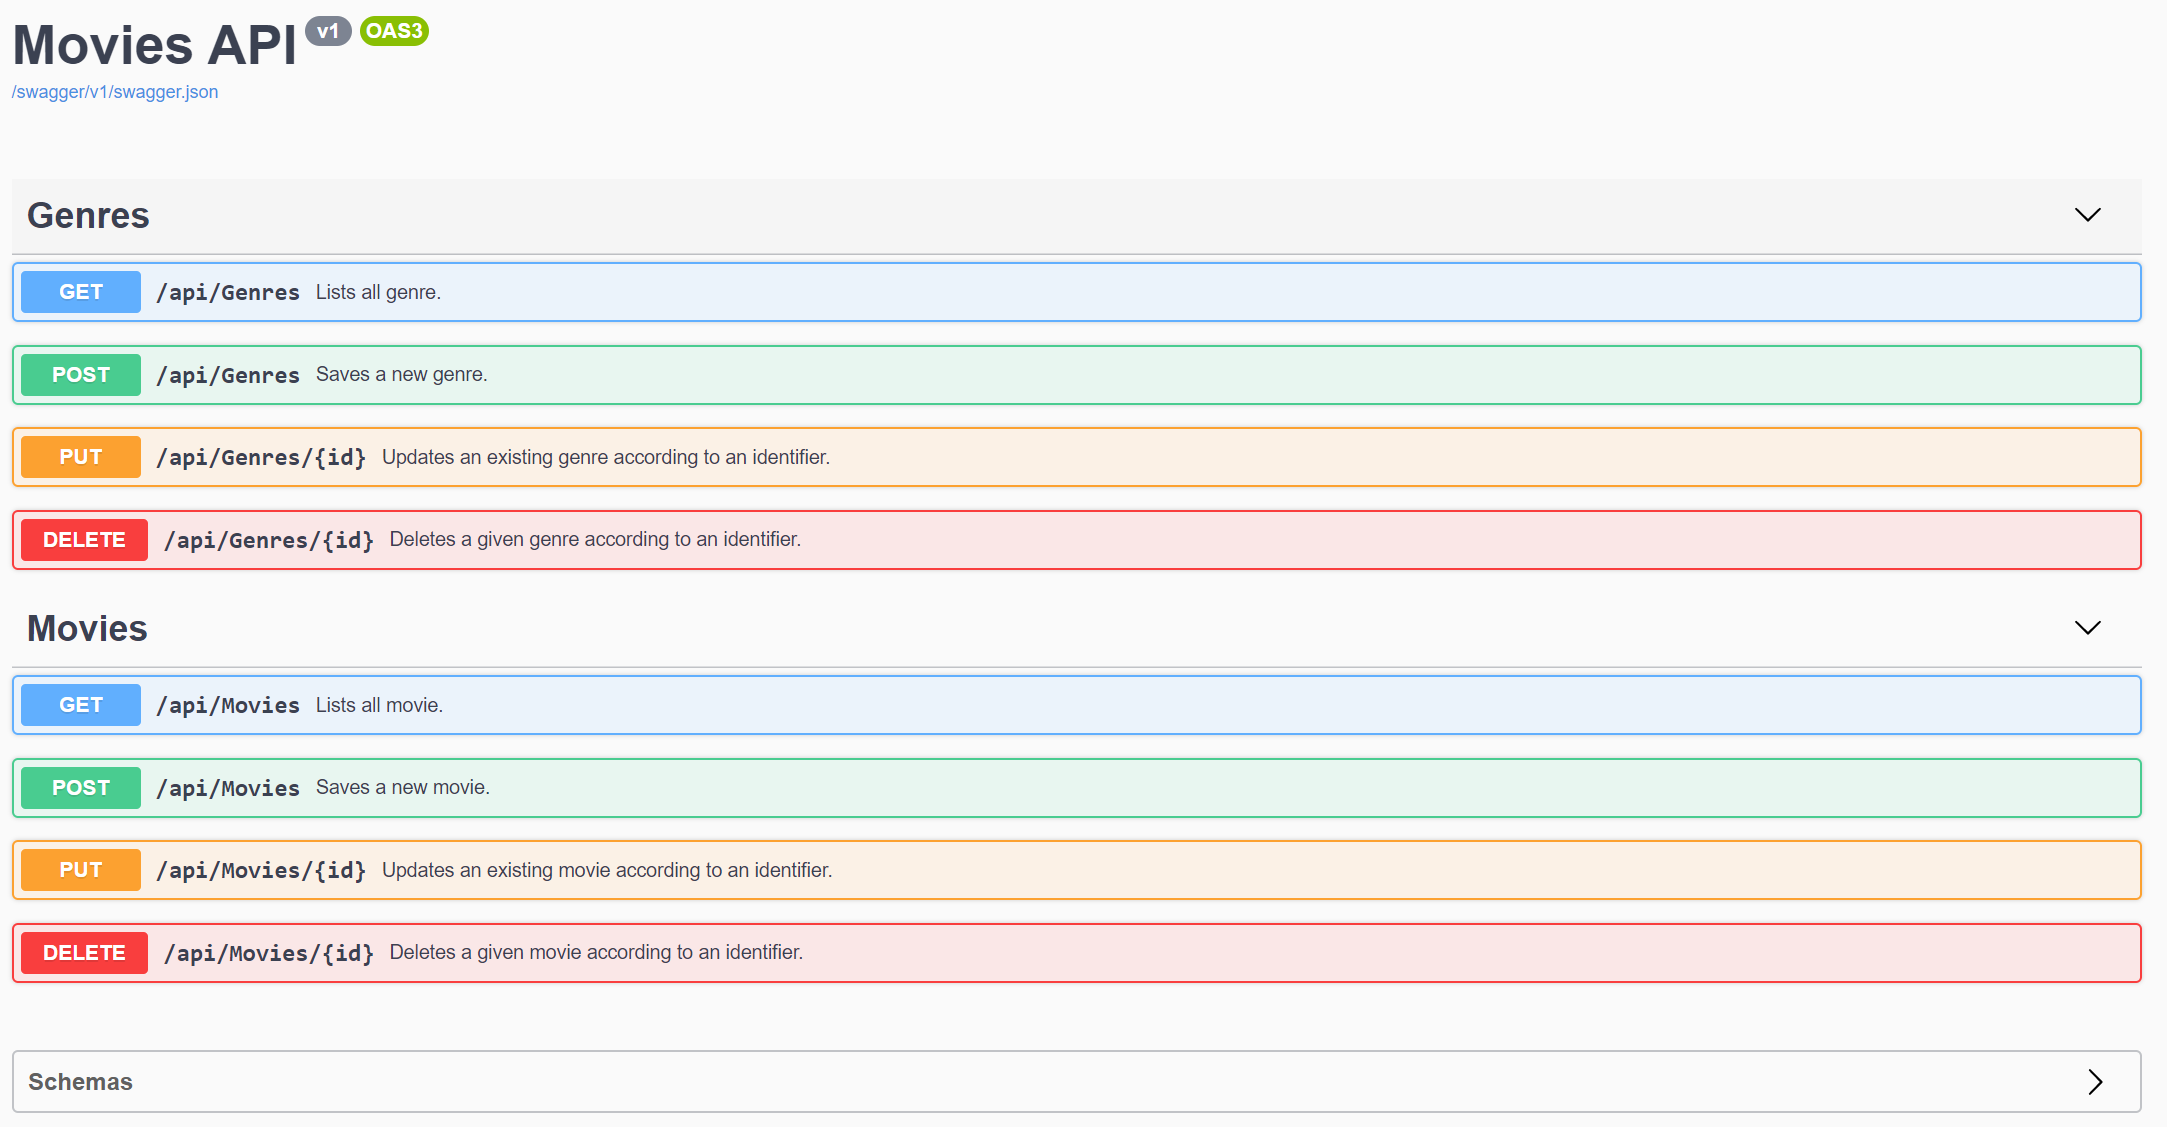 Movies API v1 OAS3
/swagger/v1/swagger.json
Genres
GET /api/Genres Lists all genre.
POST /api/Genres Saves a new genre.
PUT /api/Genres/{id} Updates an existing genre according to an identifier.
DELETE /api/Genres/{id} Deletes a given genre according to an identifier.
Movies
GET /api/Movies Lists all movie.
POST /api/Movies Saves a new movie.
PUT /api/Movies/{id} Updates an existing movie according to an identifier.
DELETE /api/Movies/{id} Deletes a given movie according to an identifier.
Schemas